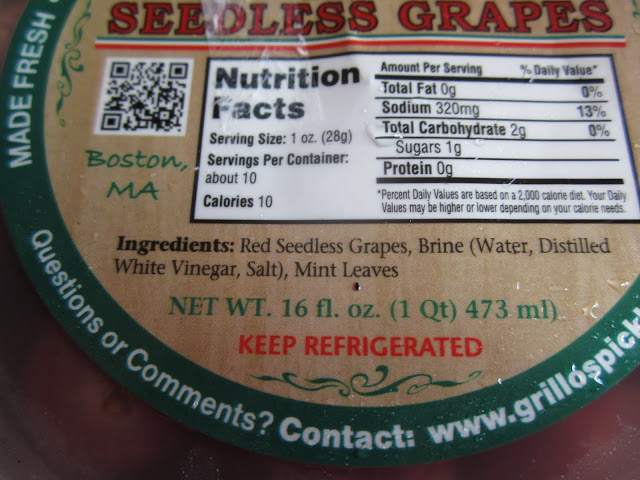 SEEDLESS GRAPES
MADE FRESH
Boston,
MA
Nutrition
Facts
Serving Size: 1 oz. (28g)
Servings Per Container:
about 10
Calories 10
Amount Per Serving % Daily Value*
Total Fat 0g 0%
Sodium 320mg 13%
Total Carbohydrate 2g 0%
Sugars 1g
Protein 0g
*Percent Daily Values are based on a 2,000 calorie diet. Your Daily
Values may be higher or lower depending on your calorie needs.
Ingredients: Red Seedless Grapes, Brine (Water, Distilled
White Vinegar, Salt), Mint Leaves
NET WT. 16 fl. oz. (1 Qt) 473 ml)
KEEP REFRIGERATED
Questions or Comments? Contact: www.grillospick